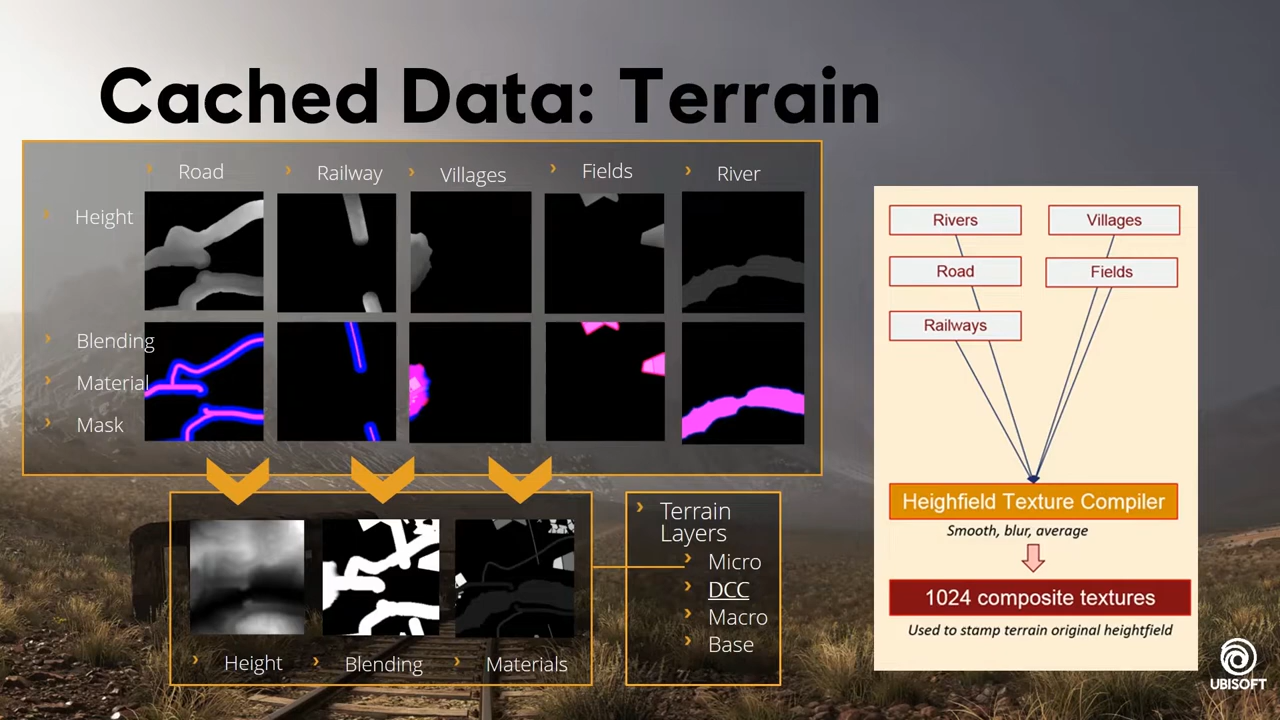 Cached Data: Terrain
Road
Railway
Villages
Fields
River
Height
Blending
Material
Mask
Height
Blending
Materials
Terrain
Layers
Micro
DCC
Macro
Base
Rivers
Villages
Road
Fields
Railways
Heighfield Texture Compiler
Smooth, blur, average
1024 composite textures
Used to stamp terrain original heightfield
UBISOFT